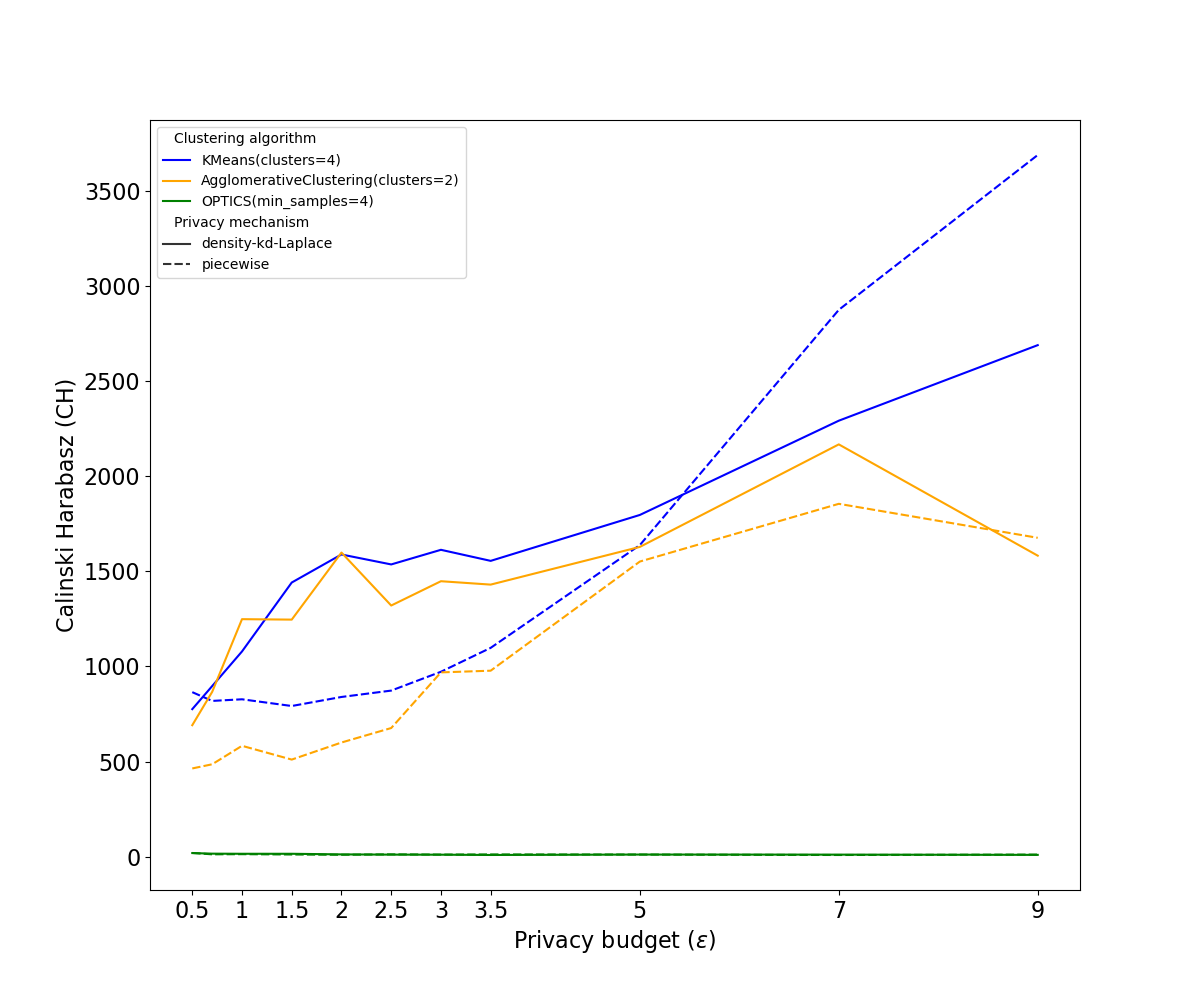 Clustering algorithm
KMeans(clusters=4)
AgglomerativeClustering(clusters=2)
OPTICS(min_samples=4)
Privacy mechanism
density-kd-Laplace
piecewise
Calinski Harabasz (CH)
3500
3000
2500
2000
1500
1000
500
0
0.5 1 1.5 2 2.5 3 3.5 5 7 9
Privacy budget (ε)